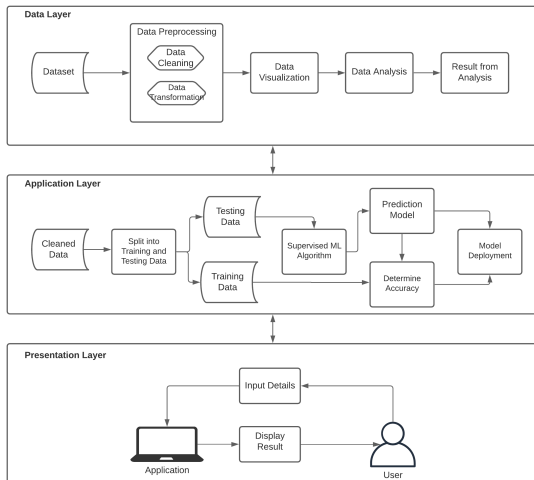 Data Layer
Data Preprocessing
Data
Cleaning
Data
Transformation
Dataset
Data
Visualization
Data Analysis
Result from
Analysis
Application Layer
Cleaned
Data
Split into
Training and
Testing Data
Testing
Data
Training
Data
Supervised ML
Algorithm
Prediction
Model
Determine
Accuracy
Model
Deployment
Presentation Layer
Input Details
Display
Result
Application
User